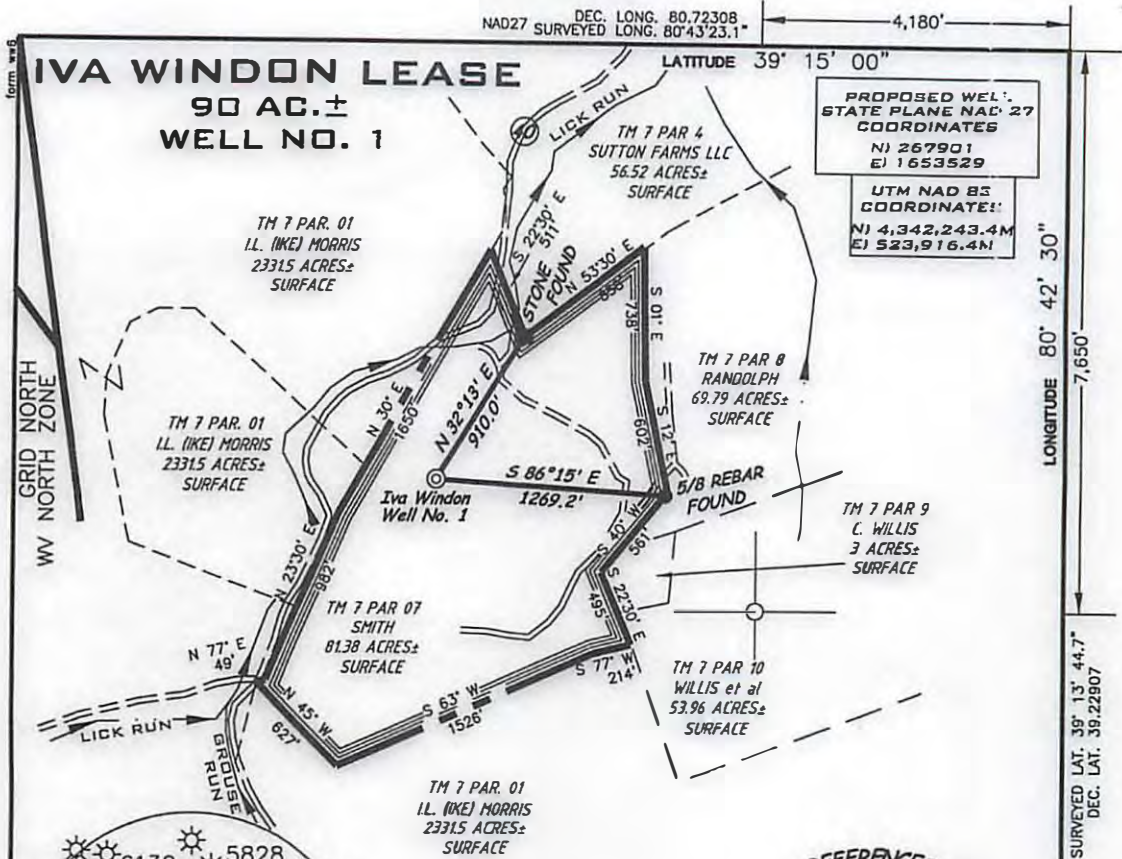 NAD27
DEC. LONG. 80.72308
SURVEYED LONG. 80°43'23.1"
4,180'
form ww6
IVA WINDON LEASE
90 AC.±
WELL NO. 1
LATITUDE 39° 15' 00"
PROPOSED WELL
STATE PLANE NAD 27
COORDINATES
N) 267901
E) 1653529
UTM NAD 83
COORDINATES
N) 4,342,243.4M
E) 523,916.4M
LICK RUN
TM 7 PAR 4
SUTTON FARMS LLC
56.52 ACRES±
SURFACE
TM 7 PAR. 01
I.L. (IKE) MORRIS
2331.5 ACRES±
SURFACE
S 22°30' E
511'
STONE
FOUND
N 53°30' E
658'
S 01° E
738'
LONGITUDE 80° 42' 30"
7,650'
GRID NORTH
WV NORTH ZONE
TM 7 PAR 8
RANDOLPH
69.79 ACRES±
SURFACE
N 30° E
1650'
N 32°13' E
910.0'
S 12° E
602'
TM 7 PAR. 01
I.L. (IKE) MORRIS
2331.5 ACRES±
SURFACE
S 86°15' E
1269.2'
Iva Windon
Well No. 1
5/8 REBAR
FOUND
TM 7 PAR 9
C. WILLIS
3 ACRES±
SURFACE
S 40° W
561'
N 23°30' E
982'
S 22°30' E
495'
TM 7 PAR 07
SMITH
81.38 ACRES±
SURFACE
N 77° E
49'
S 77° W
214'
TM 7 PAR 10
WILLIS et al
53.96 ACRES±
SURFACE
N 45° W
627'
S 63° W
1526'
LICK RUN
GROUSE
RUN
TM 7 PAR. 01
I.L. (IKE) MORRIS
2331.5 ACRES±
SURFACE
SURVEYED LAT. 39° 13' 44.7"
DEC. LAT. 39.22907
5828